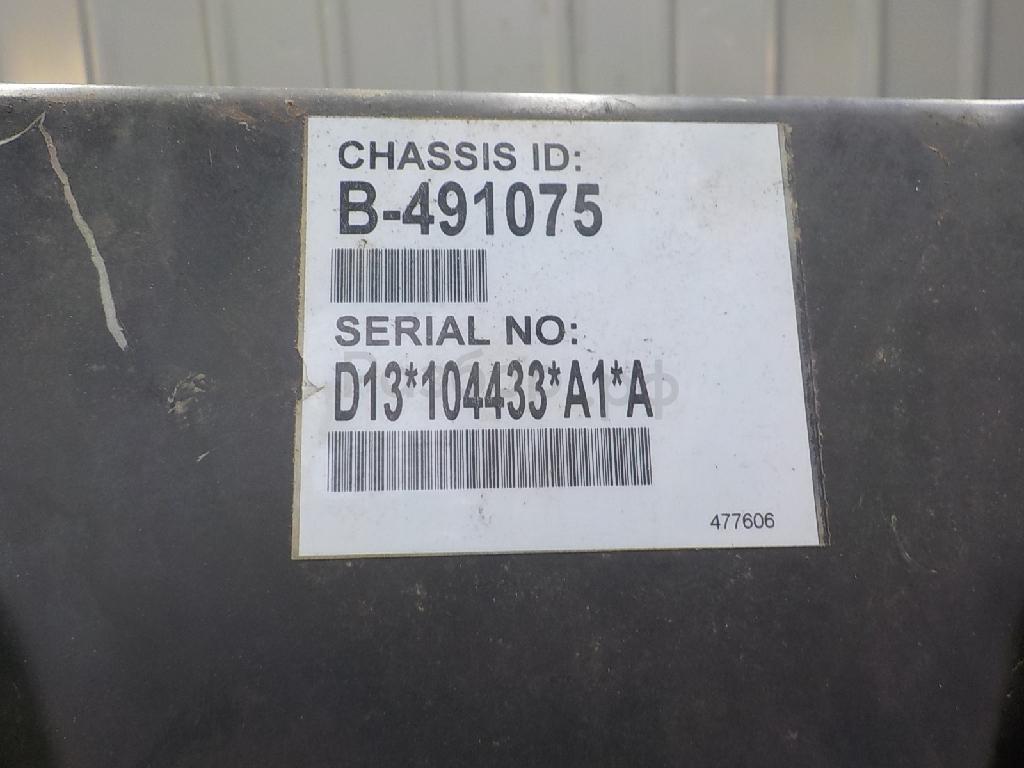 CHASSIS ID:
B-491075
SERIAL NO:
D13*104433*A1*A
477606